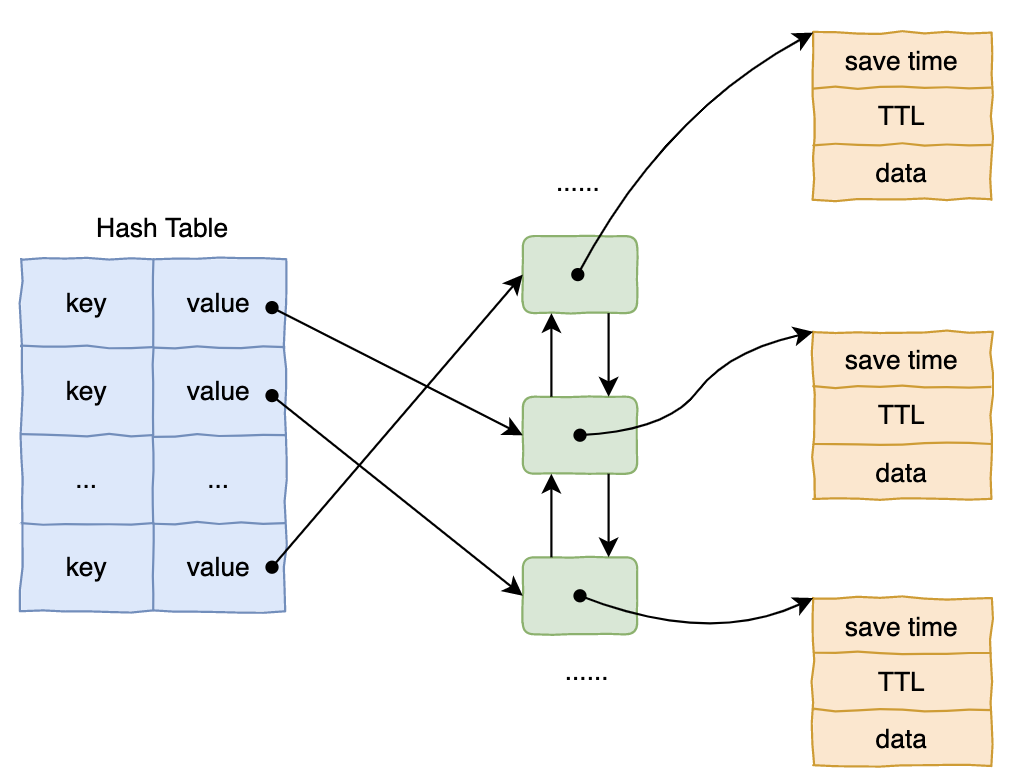 Hash Table
key value
key value
... ...
key value
......
......
save time
TTL
data
save time
TTL
data
save time
TTL
data